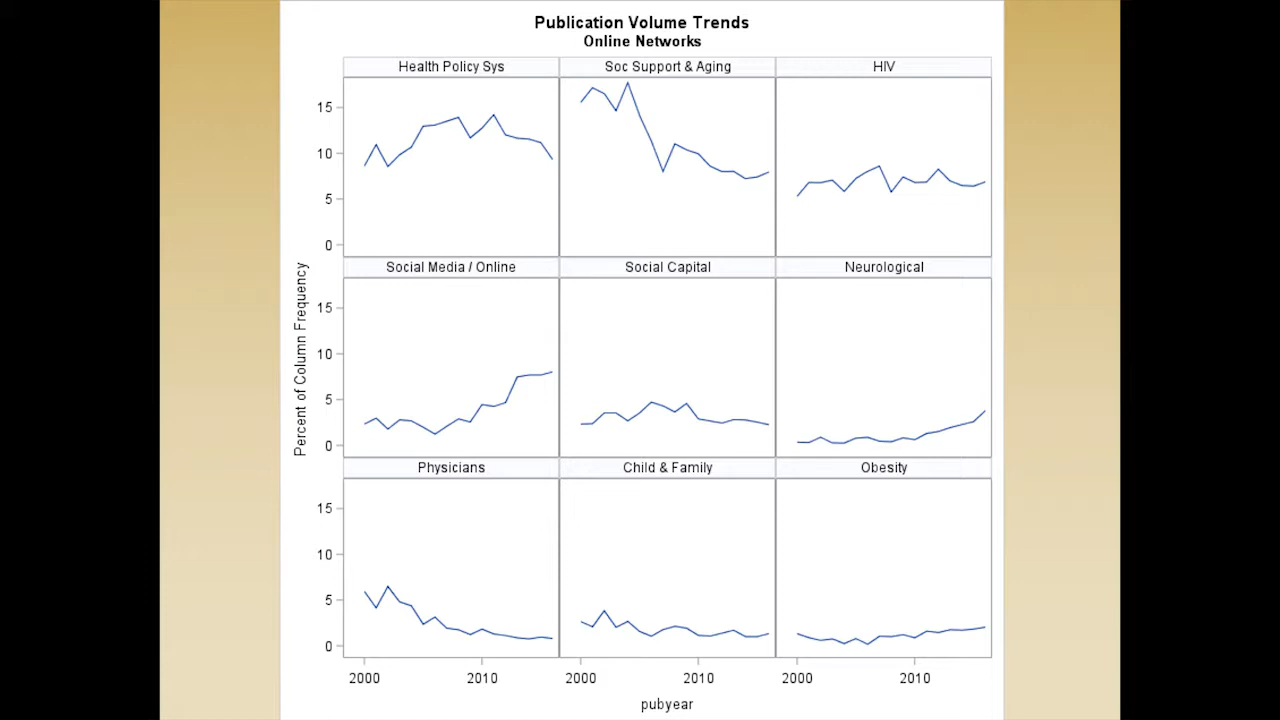 Publication Volume Trends
Online Networks
Health Policy Sys
Soc Support & Aging
HIV
15
10
5
0
Social Media / Online
Social Capital
Neurological
15
10
5
0
Physicians
Child & Family
Obesity
15
10
5
0
Percent of Column Frequency
2000 2010 2000 2010 2000 2010
pubyear